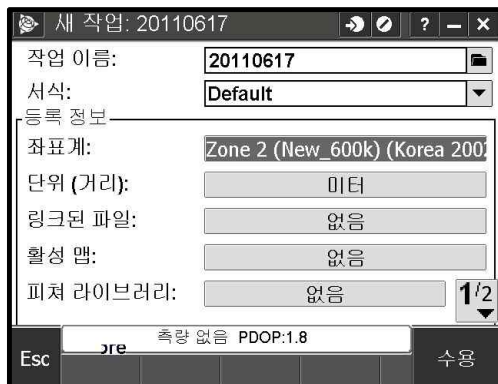 새 작업: 20110617 ? — ×
작업 이름: 20110617
서식: Default
등록 정보
좌표계: Zone 2 (New_600k) (Korea 2002
단위 (거리): 미터
링크된 파일: 없음
활성 맵: 없음
피쳐 라이브러리: 없음 1/2
측량 없음 PDOP:1.8
Esc 수용